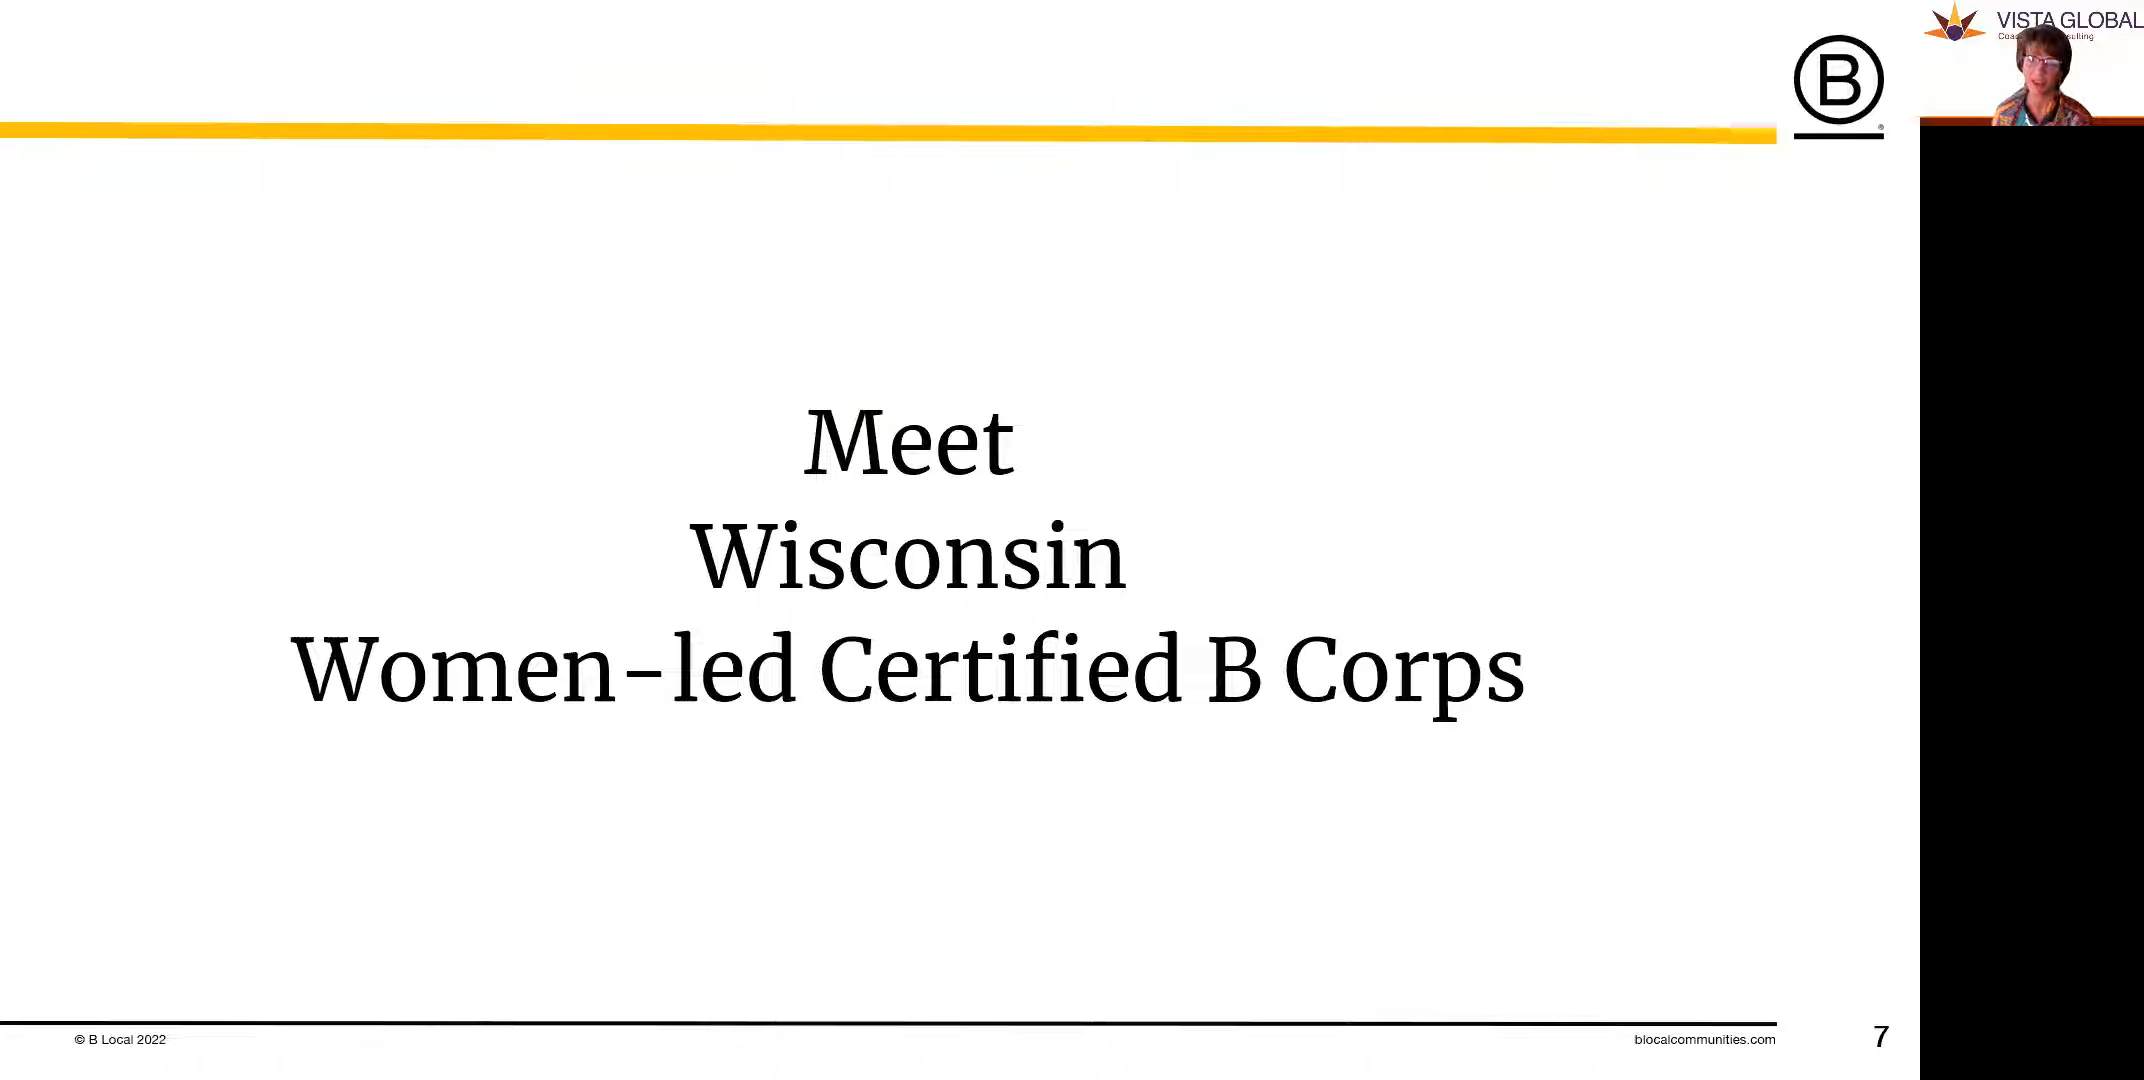 VISTA GLOBAL
B
®
Meet
Wisconsin
Women-led Certified B Corps
© B Local 2022
blocalcommunities.com
7